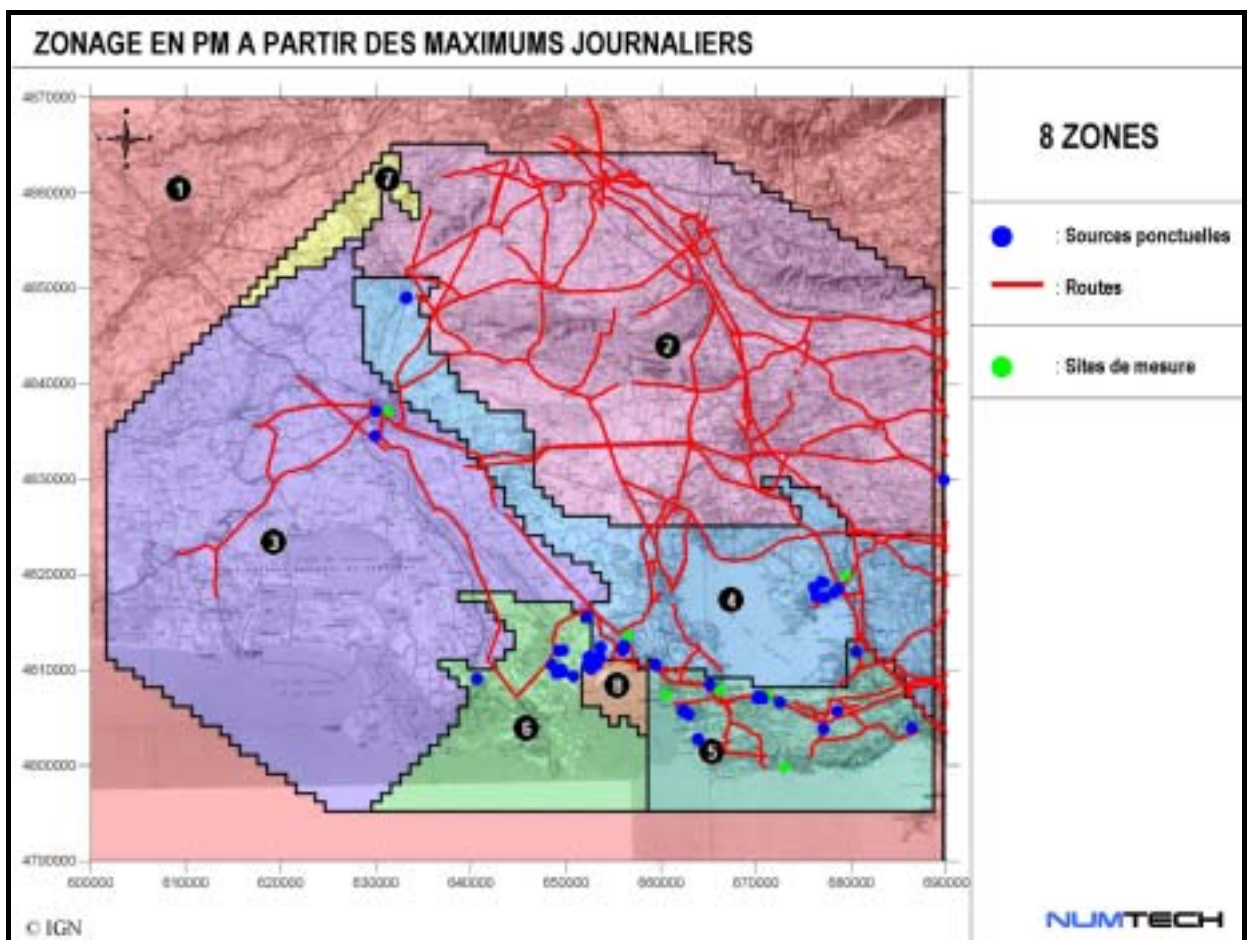 ZONAGE EN PM A PARTIR DES MAXIMUMS JOURNALIERS
8 ZONES
: Sources ponctuelles
: Routes
: Sites de mesure
4870000
4860000
4850000
4840000
4830000
4820000
4810000
4800000
600000 610000 620000 630000 640000 650000 660000 670000 680000 690000
1
7
2
3
4
8
6
5
© IGN
NUMTECH